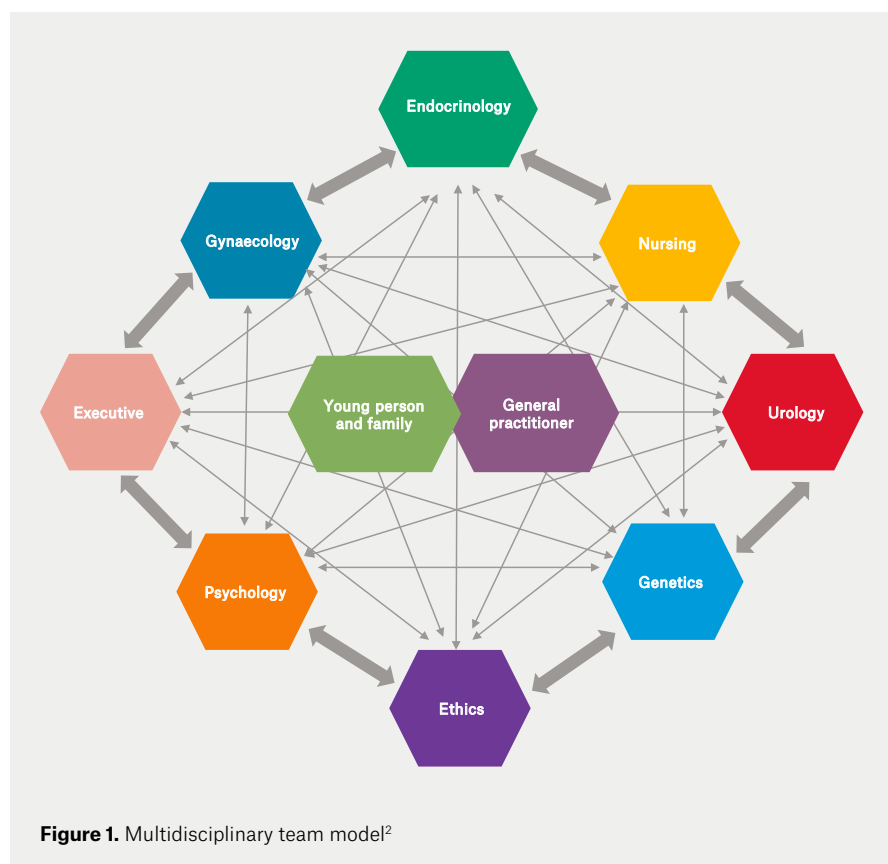 Endocrinology
Gynaecology
Nursing
Executive
Young person
and family
General
practitioner
Urology
Psychology
Genetics
Ethics
Figure 1. Multidisciplinary team model²